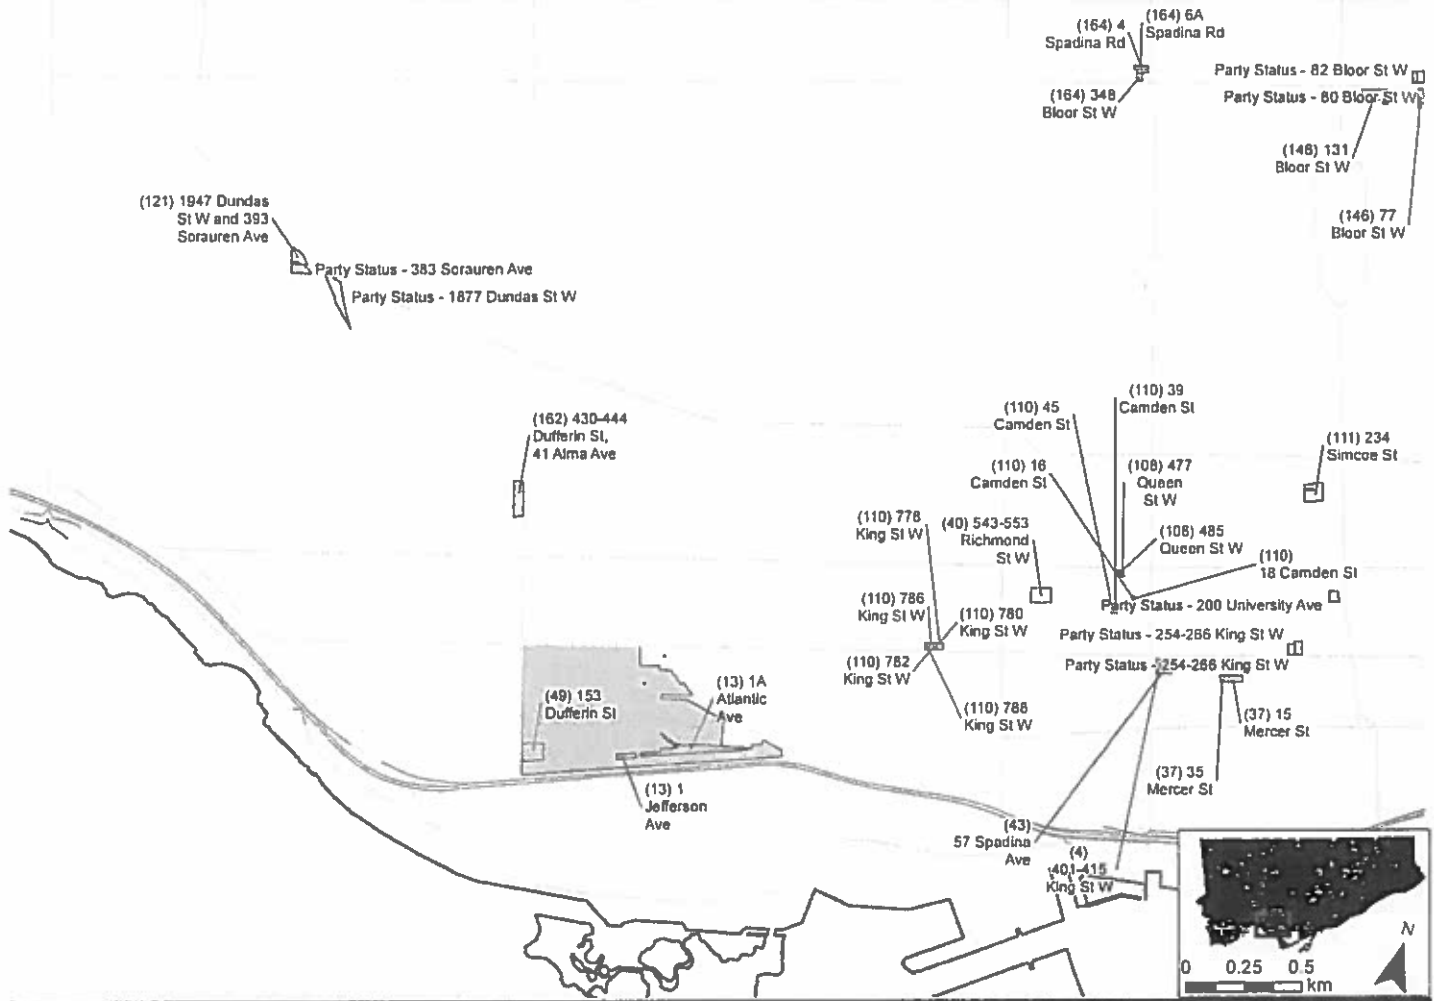 (164) 4
Spadina Rd
(164) 6A
Spadina Rd
(164) 348
Bloor St W
Party Status - 82 Bloor St W
Party Status - 80 Bloor St W
(146) 131
Bloor St W
(146) 77
Bloor St W
(121) 1947 Dundas
St W and 393
Sorauren Ave
Party Status - 383 Sorauren Ave
Party Status - 1877 Dundas St W
(162) 430-444
Dufferin St,
41 Alma Ave
(110) 39
Camden St
(110) 45
Camden St
(110) 16
Camden St
(108) 477
Queen
St W
(111) 234
Simcoe St
(110) 778
King St W
(40) 543-553
Richmond
St W
(108) 485
Queen St W
(110)
18 Camden St
(110) 786
King St W
(110) 780
King St W
Party Status - 200 University Ave
Party Status - 254-266 King St W
Party Status - 254-266 King St W
(110) 782
King St W
(110) 788
King St W
(49) 153
Dufferin St
(13) 1A
Atlantic
Ave
(37) 15
Mercer St
(37) 35
Mercer St
(13) 1
Jefferson
Ave
(43)
57 Spadina
Ave
(4)
401-415
King St W
N
0 0.25 0.5
km